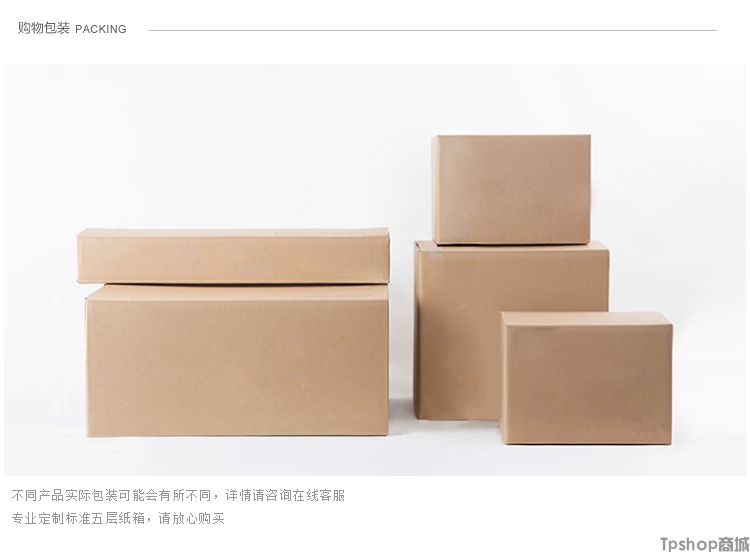 购物包装 PACKING
不同产品实际包装可能会有所不同，详情请咨询在线客服
专业定制标准五层纸箱，请放心购买
Tpshop商城